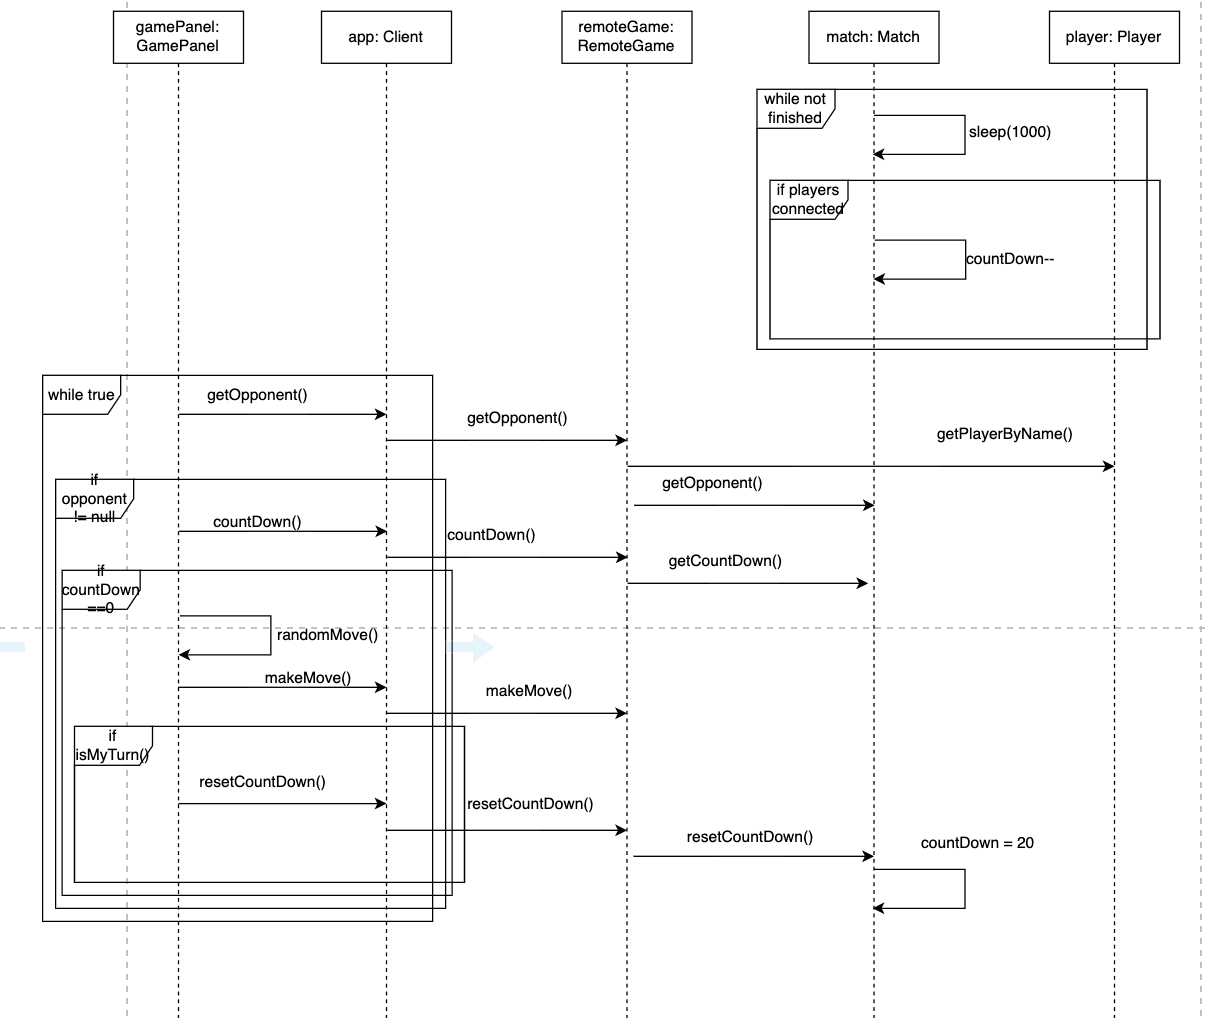 gamePanel:
GamePanel
app: Client
remoteGame:
RemoteGame
match: Match
player: Player
while not
finished
sleep(1000)
if players
connected
countDown--
while true
getOpponent()
getOpponent()
getPlayerByName()
if
opponent
!= null
getOpponent()
countDown()
countDown()
getCountDown()
if
countDown
==0
randomMove()
makeMove()
makeMove()
if
isMyTurn()
resetCountDown()
resetCountDown()
resetCountDown()
countDown = 20